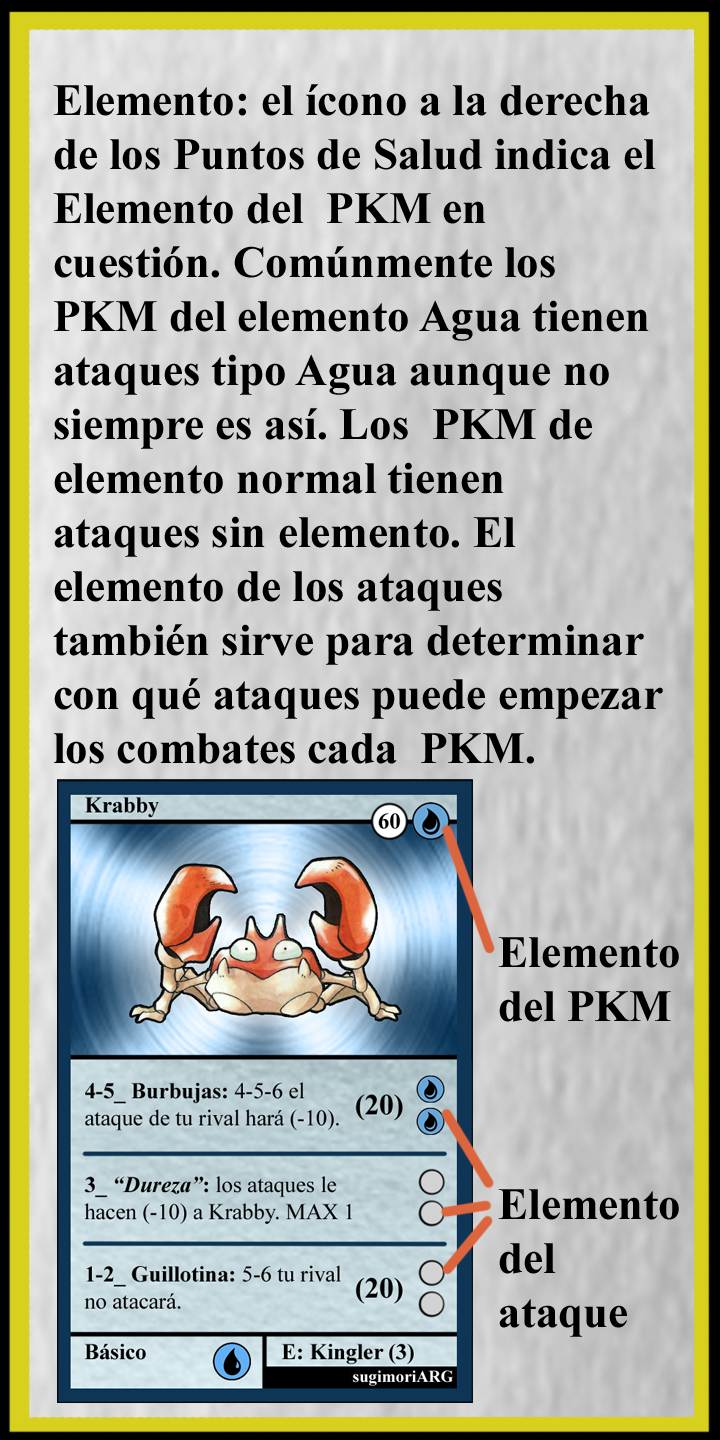 Elemento: el ícono a la derecha
de los Puntos de Salud indica el
Elemento del  PKM en
cuestión. Comúnmente los
PKM del elemento Agua tienen
ataques tipo Agua aunque no
siempre es así. Los  PKM de
elemento normal tienen
ataques sin elemento. El
elemento de los ataques
también sirve para determinar
con qué ataques puede empezar
los combates cada  PKM.
Krabby
60
Elemento
del PKM
4-5_ Burbujas: 4-5-6 el
ataque de tu rival hará (-10).
(20)
3_ “Dureza”: los ataques le
hacen (-10) a Krabby. MAX 1
1-2_ Guillotina: 5-6 tu rival
no atacará.
(20)
Elemento
del
ataque
Básico
E: Kingler (3)
sugimoriARG